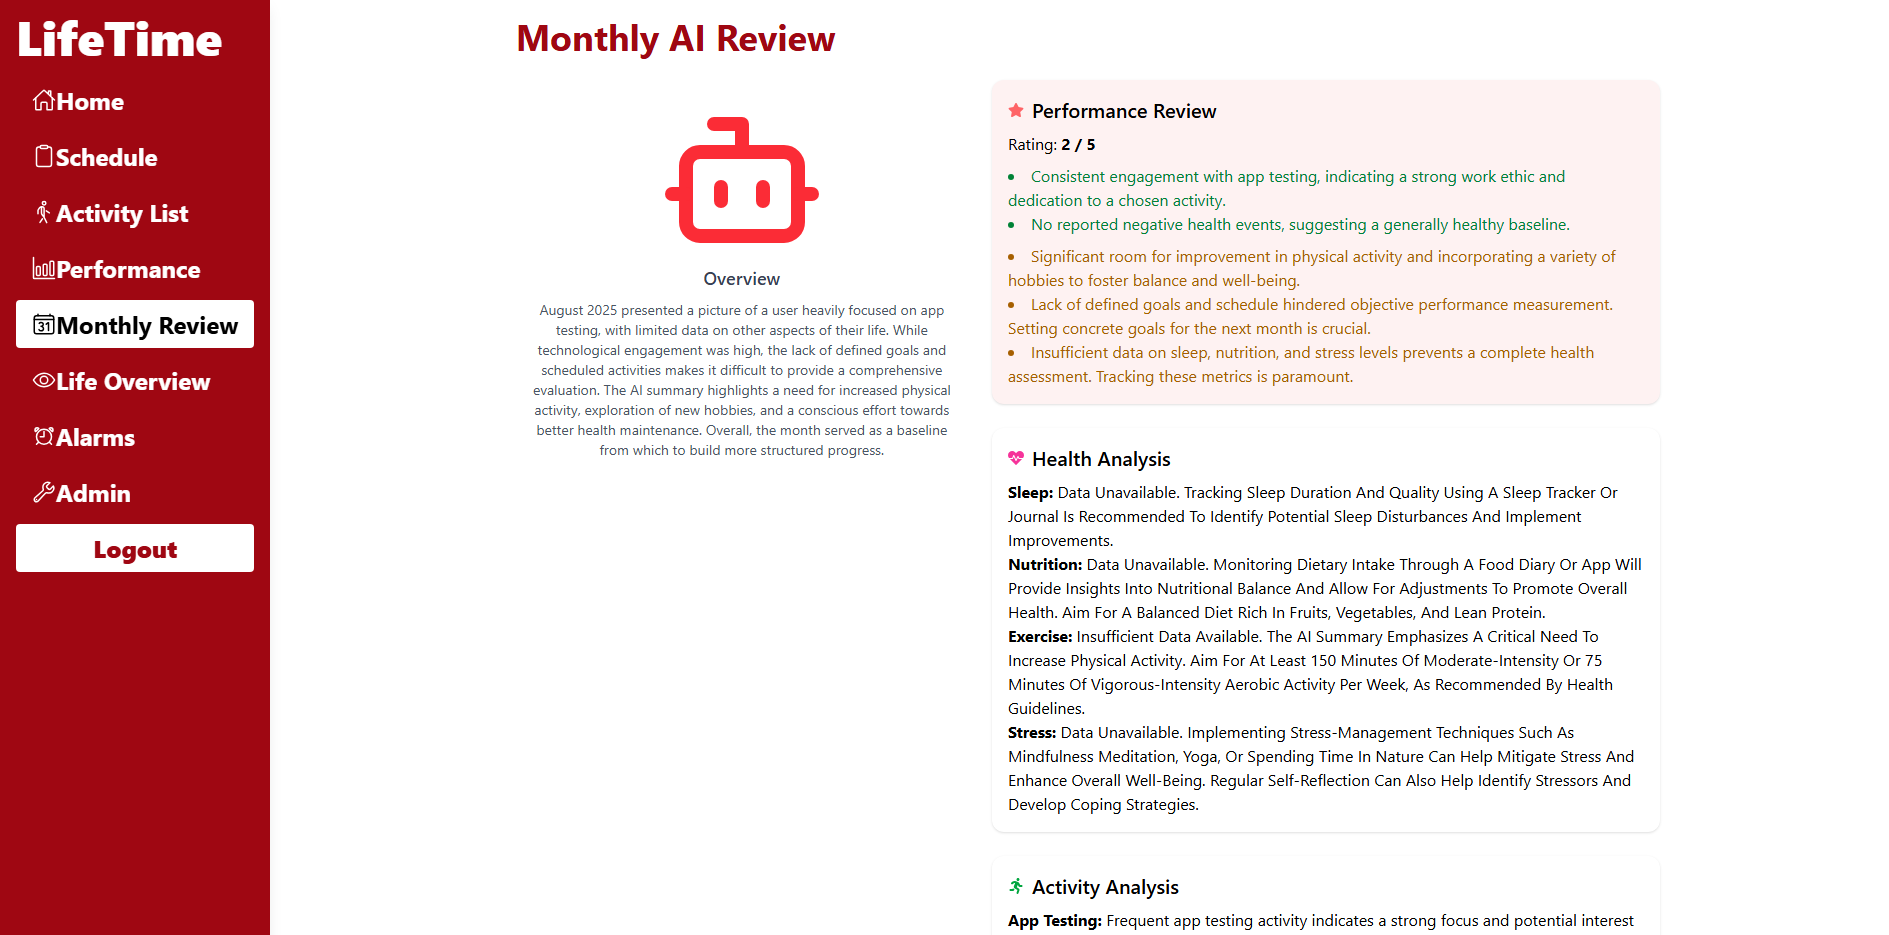 LifeTime
Home
Schedule
Activity List
Performance
31
Monthly Review
Life Overview
Alarms
Admin
Logout
Monthly AI Review
Overview
August 2025 presented a picture of a user heavily focused on app
testing, with limited data on other aspects of their life. While
technological engagement was high, the lack of defined goals and
scheduled activities makes it difficult to provide a comprehensive
evaluation. The AI summary highlights a need for increased physical
activity, exploration of new hobbies, and a conscious effort towards
better health maintenance. Overall, the month served as a baseline
from which to build more structured progress.
Performance Review
Rating: 2 / 5
• Consistent engagement with app testing, indicating a strong work ethic and
dedication to a chosen activity.
• No reported negative health events, suggesting a generally healthy baseline.
• Significant room for improvement in physical activity and incorporating a variety of
hobbies to foster balance and well-being.
• Lack of defined goals and schedule hindered objective performance measurement.
Setting concrete goals for the next month is crucial.
• Insufficient data on sleep, nutrition, and stress levels prevents a complete health
assessment. Tracking these metrics is paramount.
Health Analysis
Sleep: Data Unavailable. Tracking Sleep Duration And Quality Using A Sleep Tracker Or
Journal Is Recommended To Identify Potential Sleep Disturbances And Implement
Improvements.
Nutrition: Data Unavailable. Monitoring Dietary Intake Through A Food Diary Or App Will
Provide Insights Into Nutritional Balance And Allow For Adjustments To Promote Overall
Health. Aim For A Balanced Diet Rich In Fruits, Vegetables, And Lean Protein.
Exercise: Insufficient Data Available. The AI Summary Emphasizes A Critical Need To
Increase Physical Activity. Aim For At Least 150 Minutes Of Moderate-Intensity Or 75
Minutes Of Vigorous-Intensity Aerobic Activity Per Week, As Recommended By Health
Guidelines.
Stress: Data Unavailable. Implementing Stress-Management Techniques Such As
Mindfulness Meditation, Yoga, Or Spending Time In Nature Can Help Mitigate Stress And
Enhance Overall Well-Being. Regular Self-Reflection Can Also Help Identify Stressors And
Develop Coping Strategies.
Activity Analysis
App Testing: Frequent app testing activity indicates a strong focus and potential interest